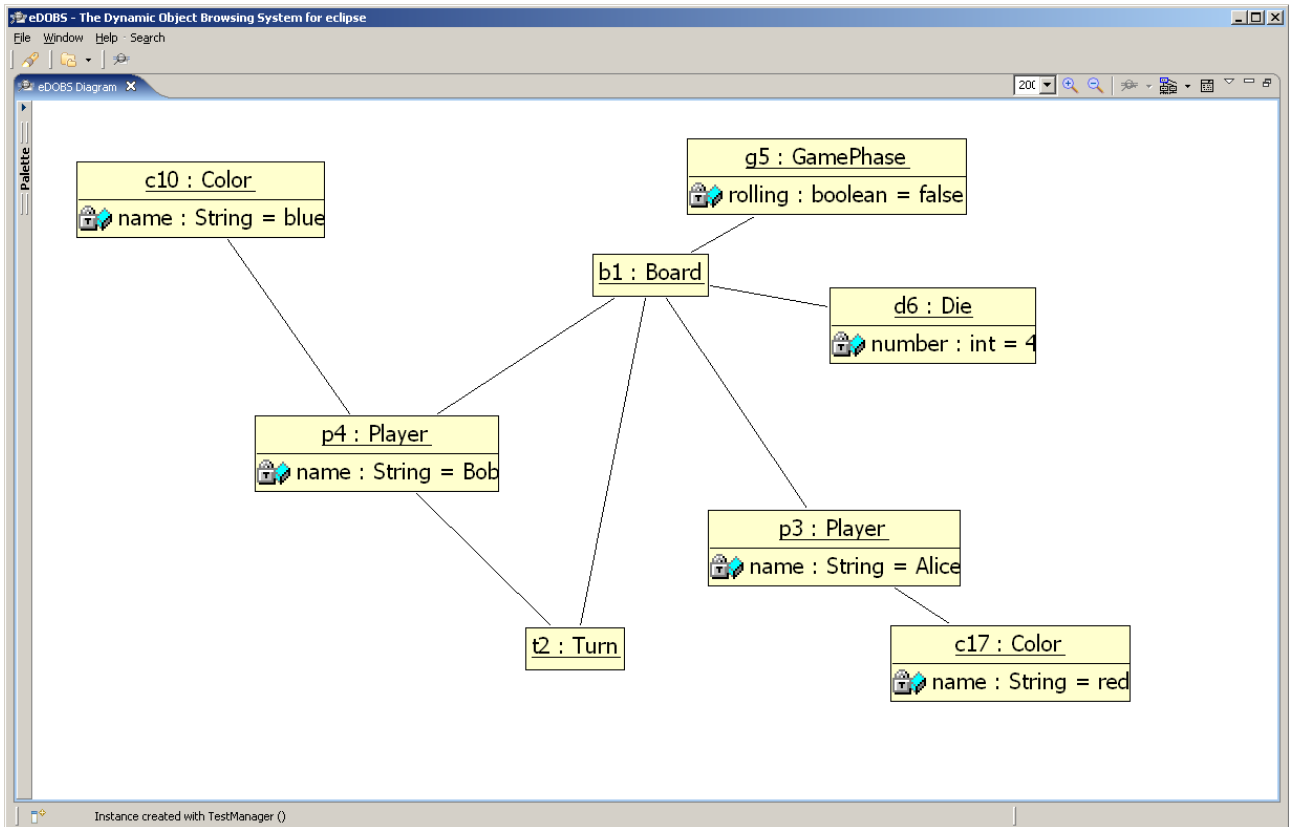 eDOBS - The Dynamic Object Browsing System for eclipse
File Window Help Search
eDOBS Diagram
200
Palette
g5 : GamePhase
rolling : boolean = false
c10 : Color
name : String = blue
b1 : Board
d6 : Die
number : int = 4
p4 : Player
name : String = Bob
p3 : Player
name : String = Alice
t2 : Turn
c17 : Color
name : String = red
Instance created with TestManager ()